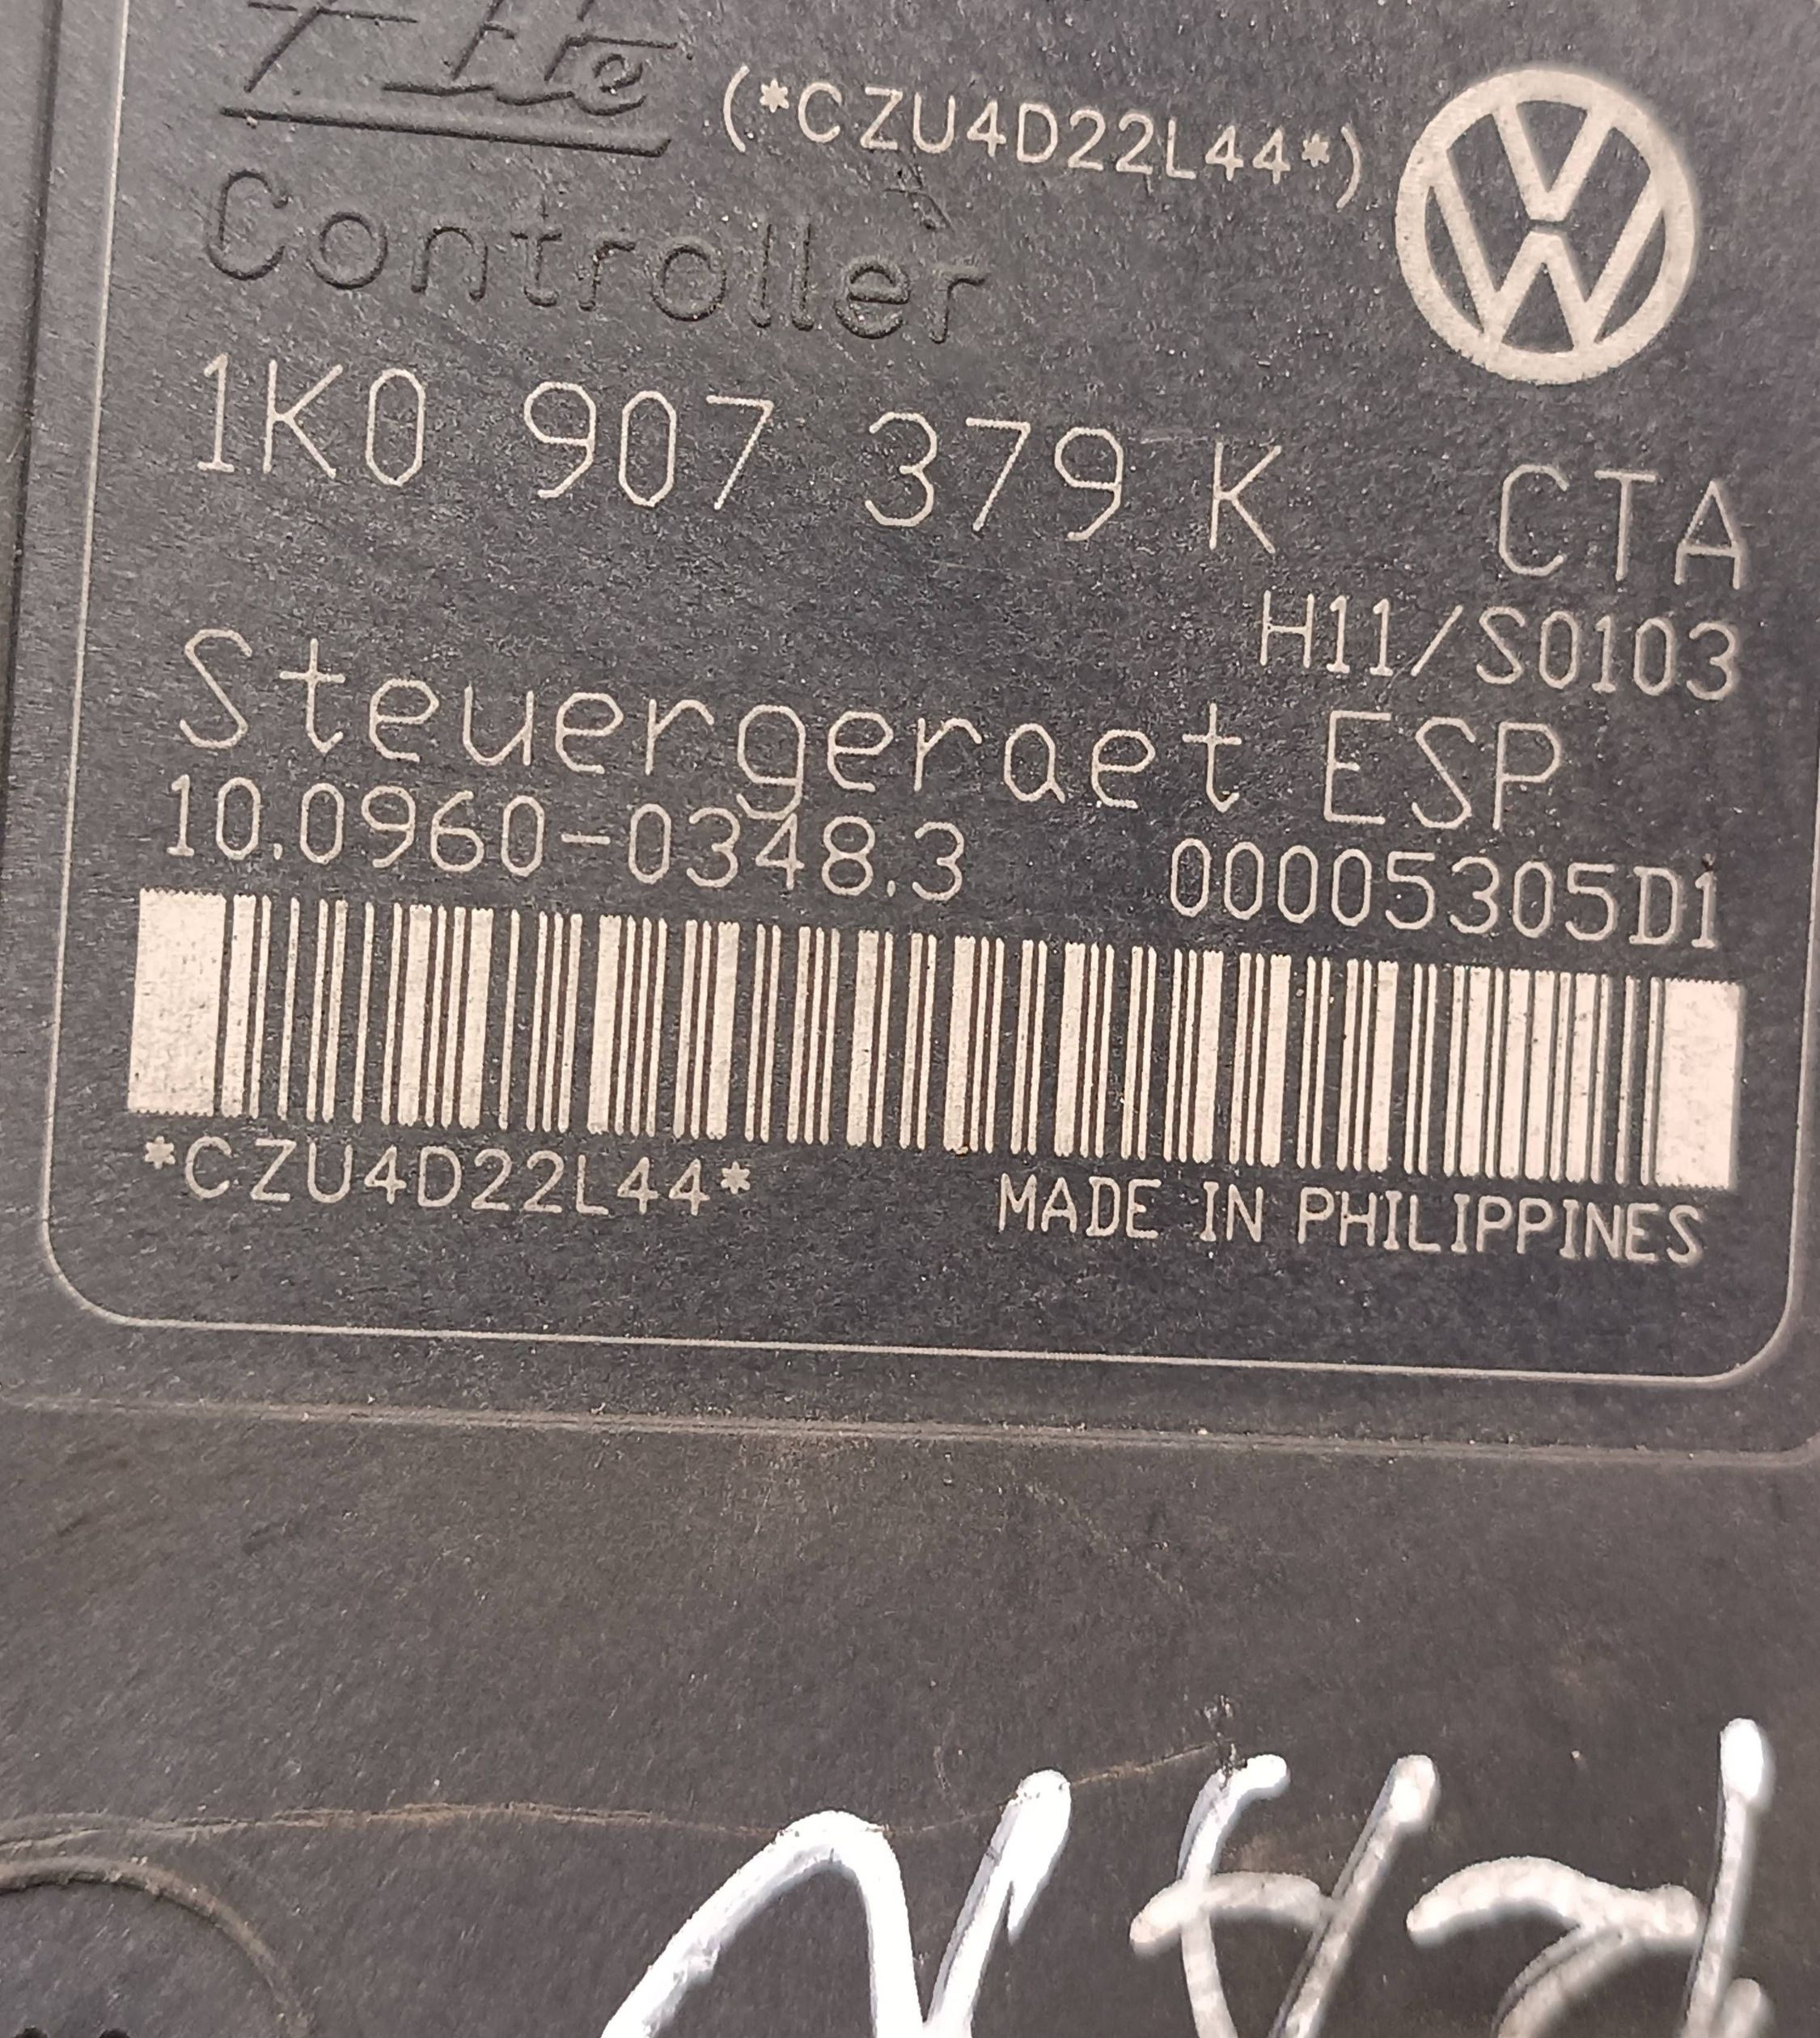 Ate
(*CZU4D22L44*)
Controller
1K0 907 379 K CTA
H11/S0103
Steuergeraet ESP
10.0960-0348.3 00005305D1
*CZU4D22L44* MADE IN PHILIPPINES